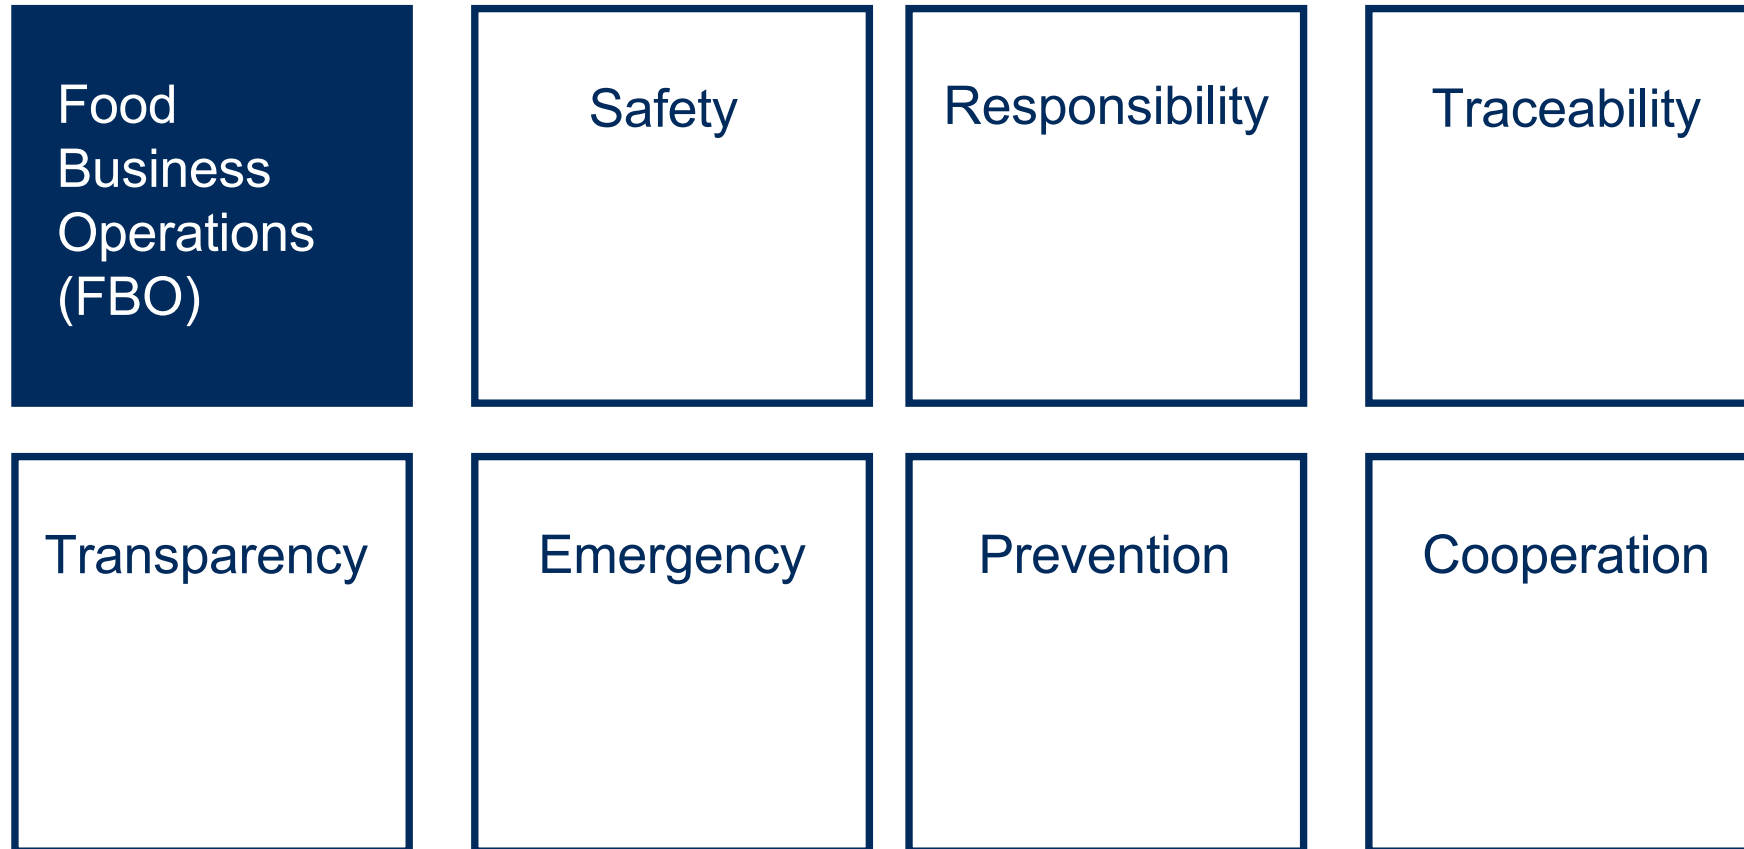 Food
Business
Operations
(FBO)
Safety
Responsibility
Traceability
Transparency
Emergency
Prevention
Cooperation